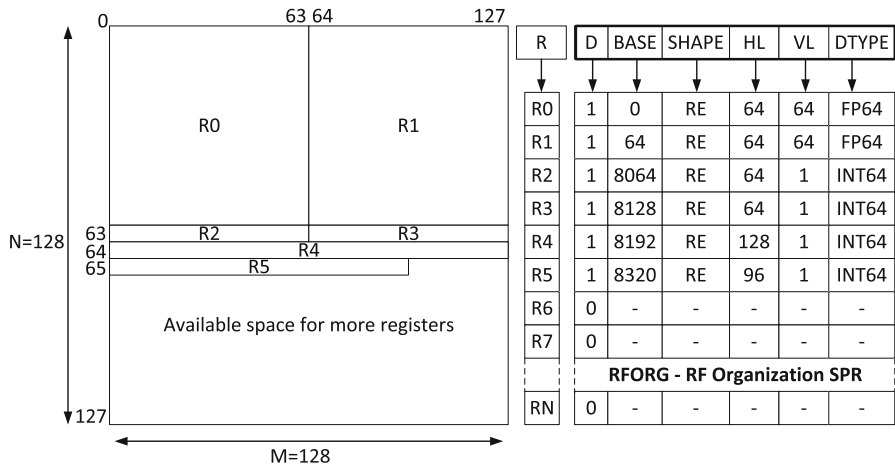 0 63 64 127
R0 R1
N=128
63 R2 R3
64 R4
65 R5
Available space for more registers
127
M=128
R D BASE SHAPE HL VL DTYPE
R0 1 0 RE 64 64 FP64
R1 1 64 RE 64 64 FP64
R2 1 8064 RE 64 1 INT64
R3 1 8128 RE 64 1 INT64
R4 1 8192 RE 128 1 INT64
R5 1 8320 RE 96 1 INT64
R6 0 - - - - -
R7 0 - - - - -
RFORG - RF Organization SPR
RN 0 - - - - -